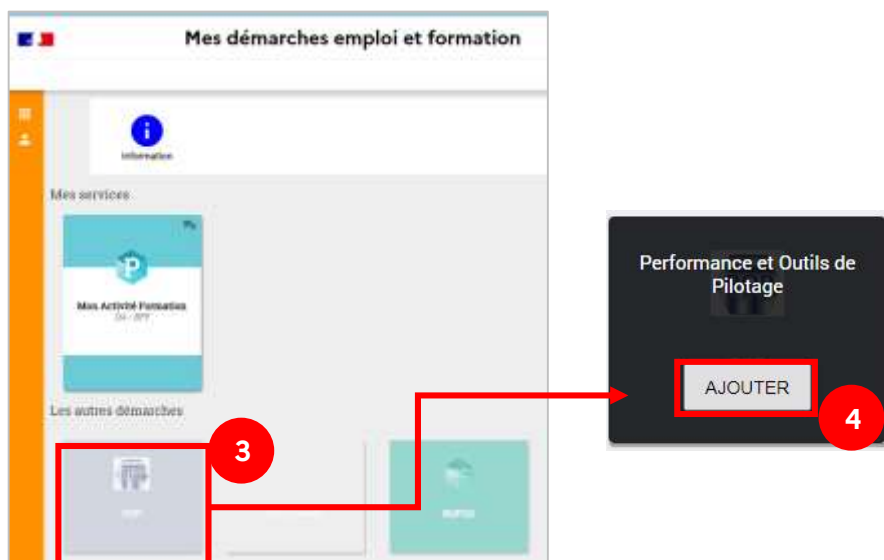 Mes démarches emploi et formation
Information
Mes services
P
Mon Activité Formation
Les autres démarches
3
Performance et Outils de
Pilotage
AJOUTER
4